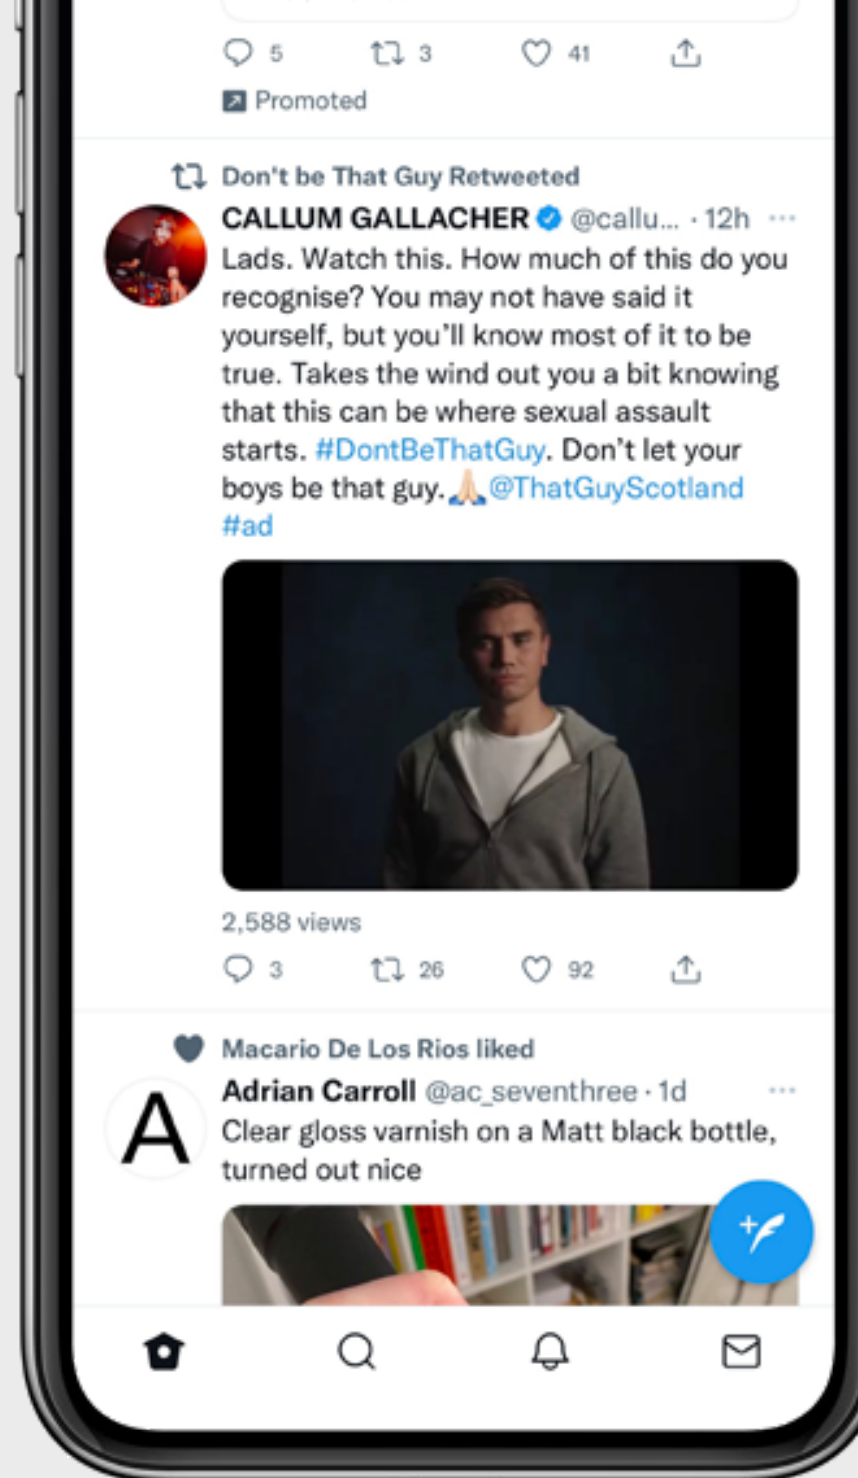 5 3 41
Promoted
Don't be That Guy Retweeted
CALLUM GALLACHER @callu... · 12h ...
Lads. Watch this. How much of this do you
recognise? You may not have said it
yourself, but you'll know most of it to be
true. Takes the wind out you a bit knowing
that this can be where sexual assault
starts. #DontBeThatGuy. Don't let your
boys be that guy.🙏🏻@ThatGuyScotland
#ad
2,588 views
3 26 92
Macario De Los Rios liked
A
Adrian Carroll @ac_seventhree · 1d ...
Clear gloss varnish on a Matt black bottle,
turned out nice